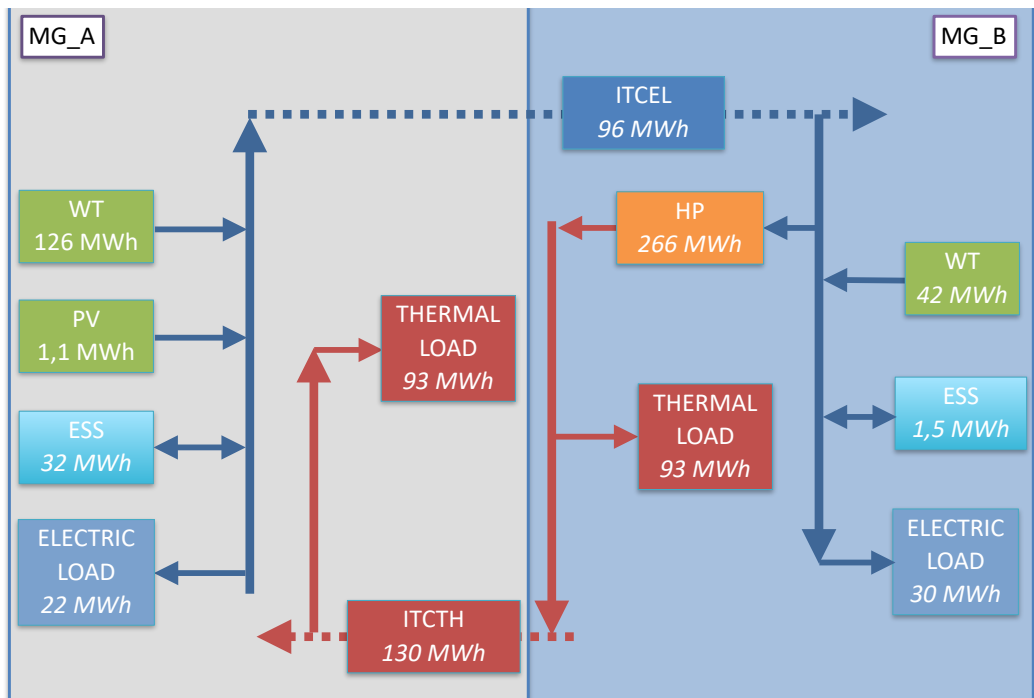 MG_A
MG_B
ITCEL
96 MWh
WT
126 MWh
HP
266 MWh
WT
42 MWh
PV
1,1 MWh
THERMAL
LOAD
93 MWh
ESS
32 MWh
THERMAL
LOAD
93 MWh
ESS
1,5 MWh
ELECTRIC
LOAD
22 MWh
ELECTRIC
LOAD
30 MWh
ITCTH
130 MWh